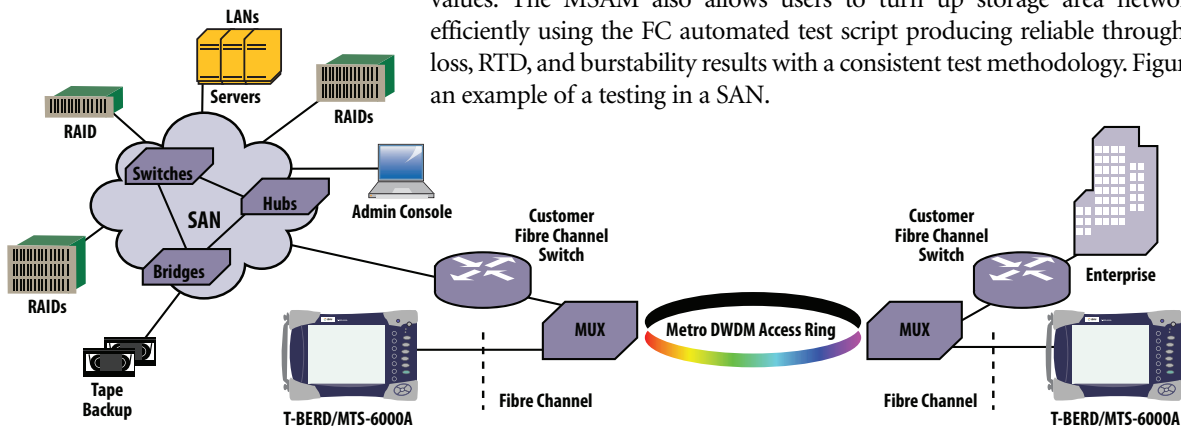 values. The MSAM also allows users to turn up storage area networ
efficiently using the FC automated test script producing reliable through
loss, RTD, and burstability results with a consistent test methodology. Figur
an example of a testing in a SAN.
LANs
Servers
RAID
RAIDs
Switches
Hubs
SAN
Bridges
Admin Console
RAIDs
Tape
Backup
Customer
Fibre Channel
Switch
MUX
Metro DWDM Access Ring
MUX
Customer
Fibre Channel
Switch
Enterprise
T-BERD/MTS-6000A
Fibre Channel
Fibre Channel
T-BERD/MTS-6000A